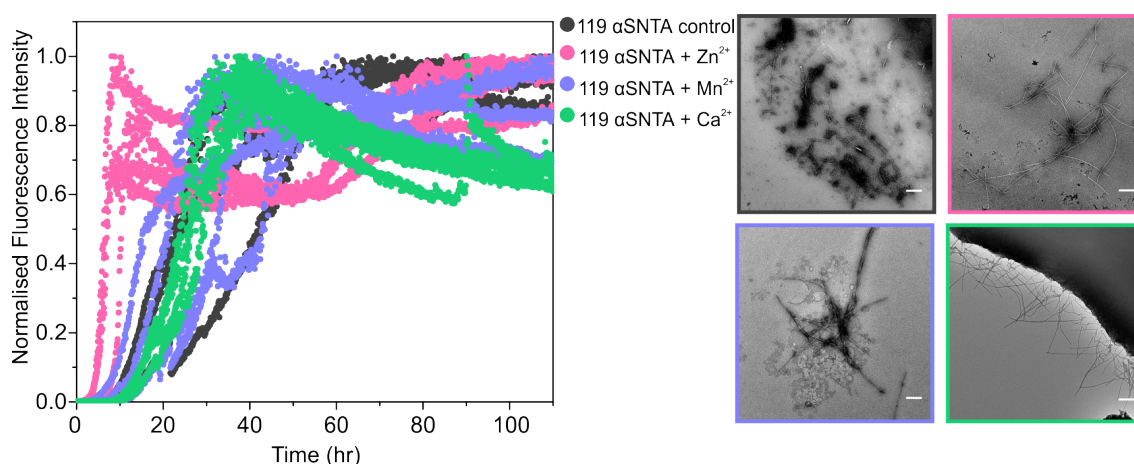 Normalised Fluorescence Intensity
1.0
0.8
0.6
0.4
0.2
0.0
0
20
40
60
80
100
Time (hr)
119 αSNTA control
119 αSNTA + Zn²⁺
119 αSNTA + Mn²⁺
119 αSNTA + Ca²⁺